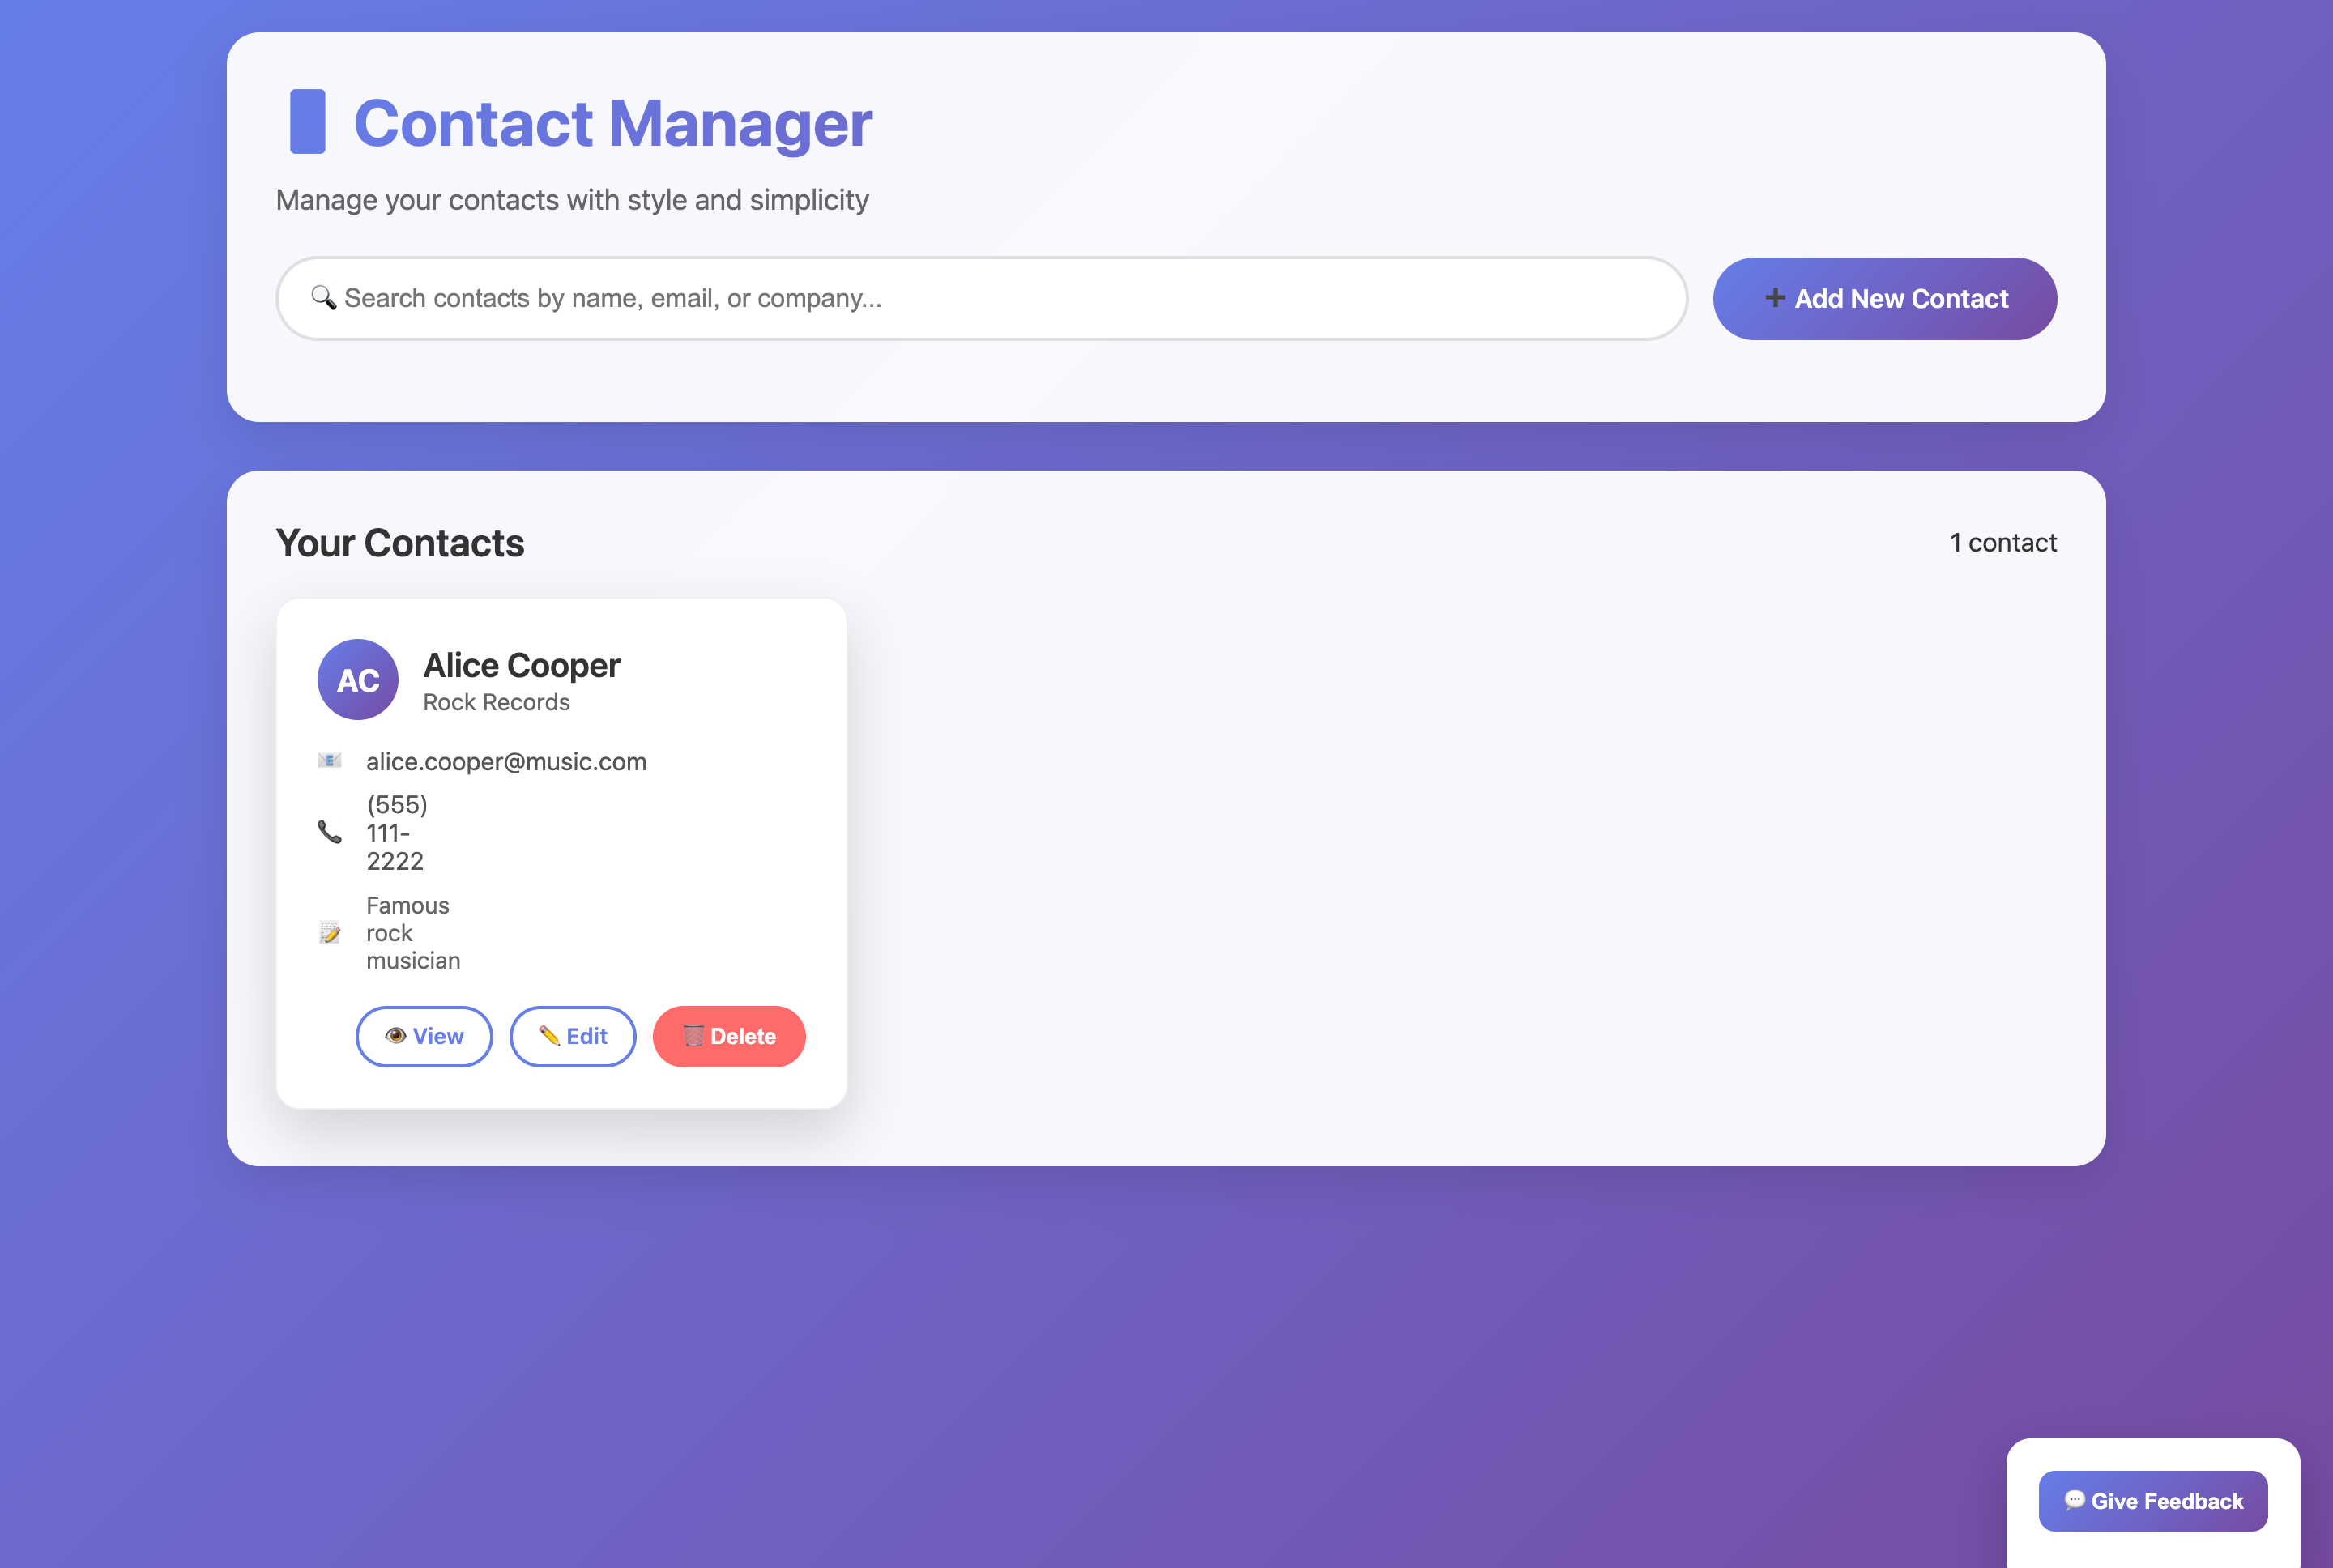 Contact Manager
Manage your contacts with style and simplicity
🔍 Search contacts by name, email, or company...
➕ Add New Contact
Your Contacts
1 contact
AC
Alice Cooper
Rock Records
📧 alice.cooper@music.com
📞 (555)
111-
2222
📝 Famous
rock
musician
👁️ View
✏️ Edit
🗑️ Delete
💬 Give Feedback